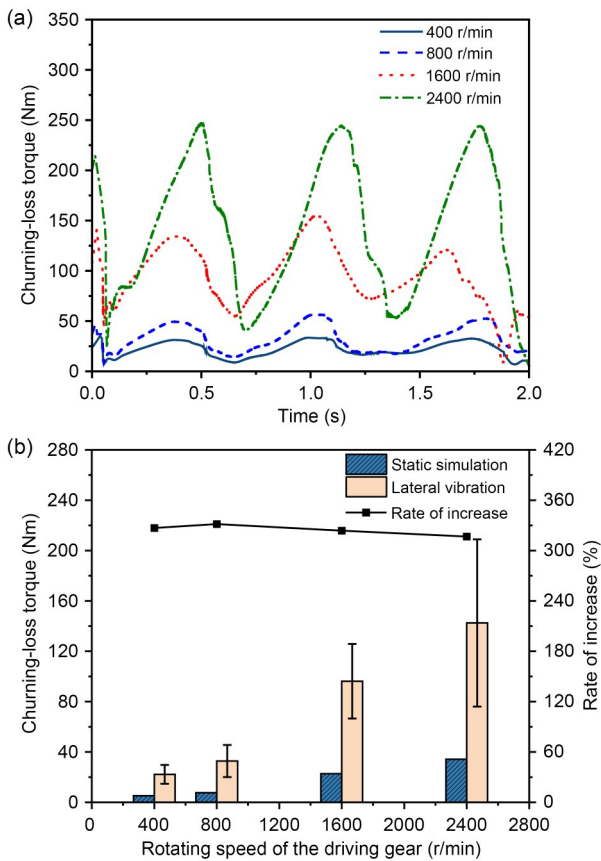 (a)
350
300
250
200
150
100
50
0
Churning-loss torque (Nm)
400 r/min
800 r/min
1600 r/min
2400 r/min
0.0 0.5 1.0 1.5 2.0
Time (s)
(b)
280
240
200
160
120
80
40
0
Churning-loss torque (Nm)
Static simulation
Lateral vibration
Rate of increase
420
360
300
240
180
120
60
0
Rate of increase (%)
0 400 800 1200 1600 2000 2400 2800
Rotating speed of the driving gear (r/min)